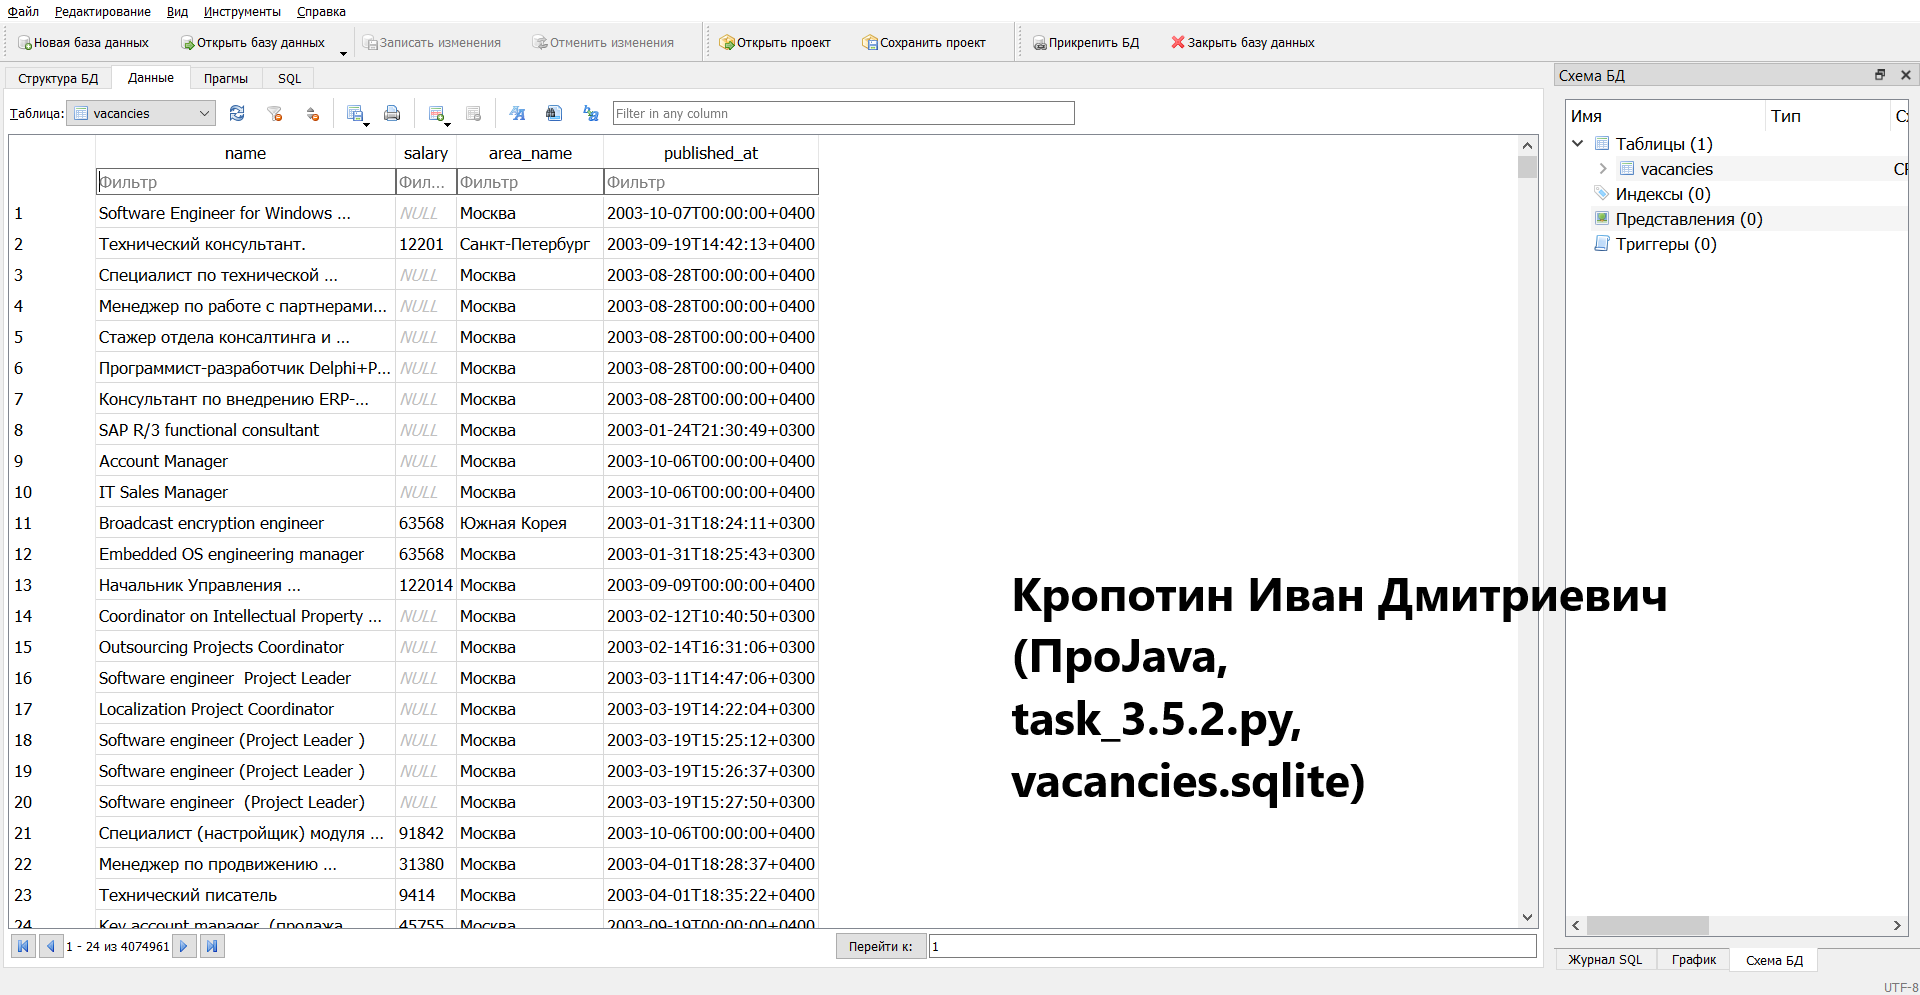 Файл Редактирование Вид Инструменты Справка
Новая база данных Открыть базу данных Записать изменения Отменить изменения Открыть проект Сохранить проект Прикрепить БД Закрыть базу данных
Структура БД Данные Прагмы SQL
Таблица: vacancies Filter in any column
name salary area_name published_at
Фильтр Фил... Фильтр Фильтр
1 Software Engineer for Windows ... NULL Москва 2003-10-07T00:00:00+0400
2 Технический консультант. 12201 Санкт-Петербург 2003-09-19T14:42:13+0400
3 Специалист по технической ... NULL Москва 2003-08-28T00:00:00+0400
4 Менеджер по работе с партнерами... NULL Москва 2003-08-28T00:00:00+0400
5 Стажер отдела консалтинга и ... NULL Москва 2003-08-28T00:00:00+0400
6 Программист-разработчик Delphi+P... NULL Москва 2003-08-28T00:00:00+0400
7 Консультант по внедрению ERP-... NULL Москва 2003-08-28T00:00:00+0400
8 SAP R/3 functional consultant NULL Москва 2003-01-24T21:30:49+0300
9 Account Manager NULL Москва 2003-10-06T00:00:00+0400
10 IT Sales Manager NULL Москва 2003-10-06T00:00:00+0400
11 Broadcast encryption engineer 63568 Южная Корея 2003-01-31T18:24:11+0300
12 Embedded OS engineering manager 63568 Москва 2003-01-31T18:25:43+0300
13 Начальник Управления ... 122014 Москва 2003-09-09T00:00:00+0400
14 Coordinator on Intellectual Property ... NULL Москва 2003-02-12T10:40:50+0300
15 Outsourcing Projects Coordinator NULL Москва 2003-02-14T16:31:06+0300
16 Software engineer  Project Leader NULL Москва 2003-03-11T14:47:06+0300
17 Localization Project Coordinator NULL Москва 2003-03-19T14:22:04+0300
18 Software engineer (Project Leader ) NULL Москва 2003-03-19T15:25:12+0300
19 Software engineer (Project Leader ) NULL Москва 2003-03-19T15:26:37+0300
20 Software engineer  (Project Leader) NULL Москва 2003-03-19T15:27:50+0300
21 Специалист (настройщик) модуля ... 91842 Москва 2003-10-06T00:00:00+0400
22 Менеджер по продвижению ... 31380 Москва 2003-04-01T18:28:37+0400
23 Технический писатель 9414 Москва 2003-04-01T18:35:22+0400
24 Key account manager  (продажа 45755 Москва 2003-09-19T00:00:00+0400
1 - 24 из 4074961 Перейти к: 1
Кропотин Иван Дмитриевич
(ПроJava,
task_3.5.2.py,
vacancies.sqlite)
Схема БД
Имя Тип Сх
Таблицы (1)
vacancies CR
Индексы (0)
Представления (0)
Триггеры (0)
Журнал SQL График Схема БД
UTF-8